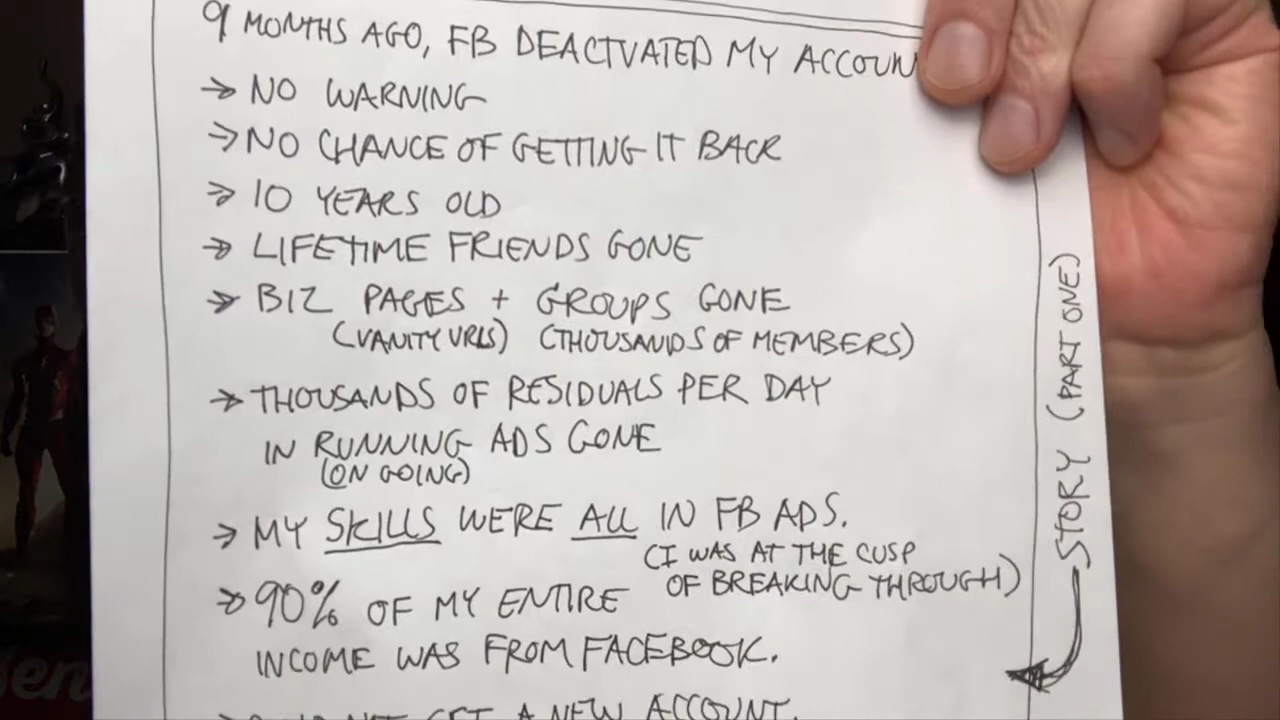 9 MONTHS AGO, FB DEACTVATED MY ACCOUN
→ NO WARNING
→ NO CHANCE OF GETTING IT BACK
→ 10 YEARS OLD
→ LIFETIME FRIENDS GONE
→ BIZ PAGES + GROUPS GONE
(VANITY URLS) (THOUSANDS OF MEMBERS)
→ THOUSANDS OF RESIDUALS PER DAY
IN RUNNING ADS GONE
(ON GOING)
→ MY SKILLS WERE ALL IN FB ADS.
(I WAS AT THE CUSP
OF BREAKING THROUGH)
→ 90% OF MY ENTIRE
INCOME WAS FROM FACEBOOK.
GET A NEW ACCOUNT.
STORY (PART ONE)